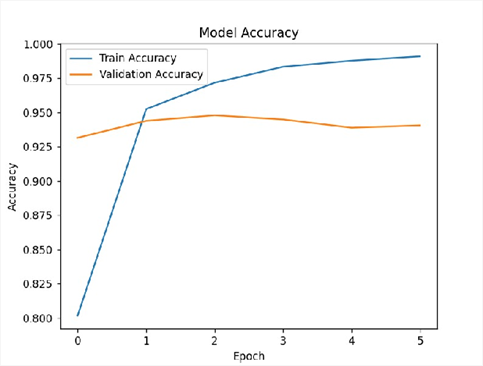 Model Accuracy
Train Accuracy
Validation Accuracy
1.000
0.975
0.950
0.925
0.900
0.875
0.850
0.825
0.800
Accuracy
0 1 2 3 4 5
Epoch